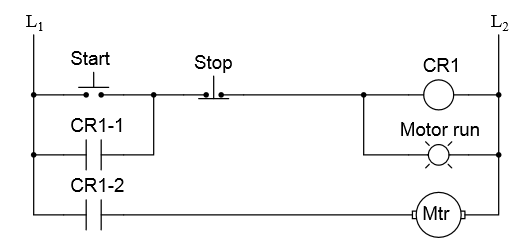 L1 L2
Start
Stop
CR1
CR1-1
Motor run
CR1-2
Mtr